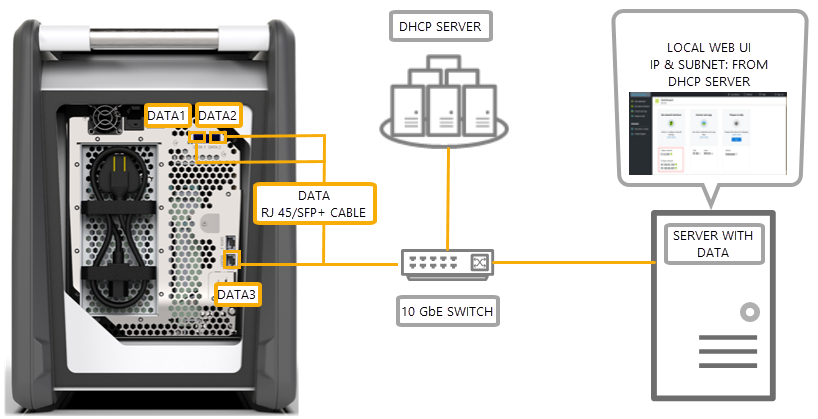 DHCP SERVER
LOCAL WEB UI
IP & SUBNET: FROM
DHCP SERVER
DATA1
DATA2
DATA
RJ 45/SFP+ CABLE
SERVER WITH
DATA
DATA3
10 GbE SWITCH